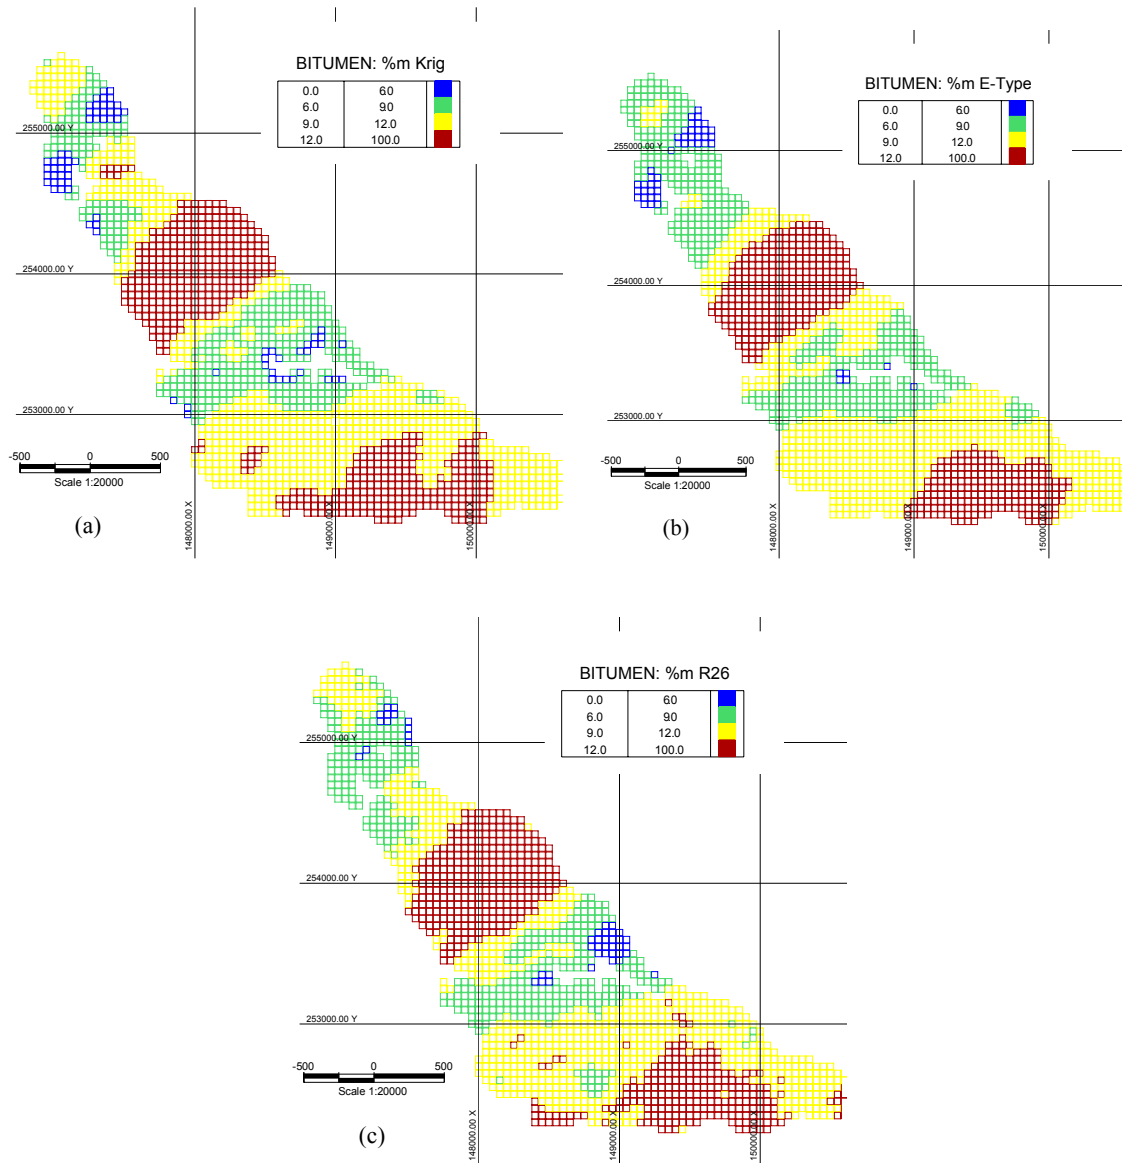 BITUMEN: %m Krig
0.0 6.0
6.0 9.0
9.0 12.0
12.0 100.0
255000.00 Y
254000.00 Y
253000.00 Y
-500 0 500
Scale 1:20000
148000.00 X
149000.00 X
150000.00 X
(a)
BITUMEN: %m E-Type
0.0 6.0
6.0 9.0
9.0 12.0
12.0 100.0
255000.00 Y
254000.00 Y
253000.00 Y
-500 0 500
Scale 1:20000
148000.00 X
149000.00 X
150000.00 X
(b)
BITUMEN: %m R26
0.0 6.0
6.0 9.0
9.0 12.0
12.0 100.0
255000.00 Y
254000.00 Y
253000.00 Y
-500 0 500
Scale 1:20000
148000.00 X
149000.00 X
150000.00 X
(c)